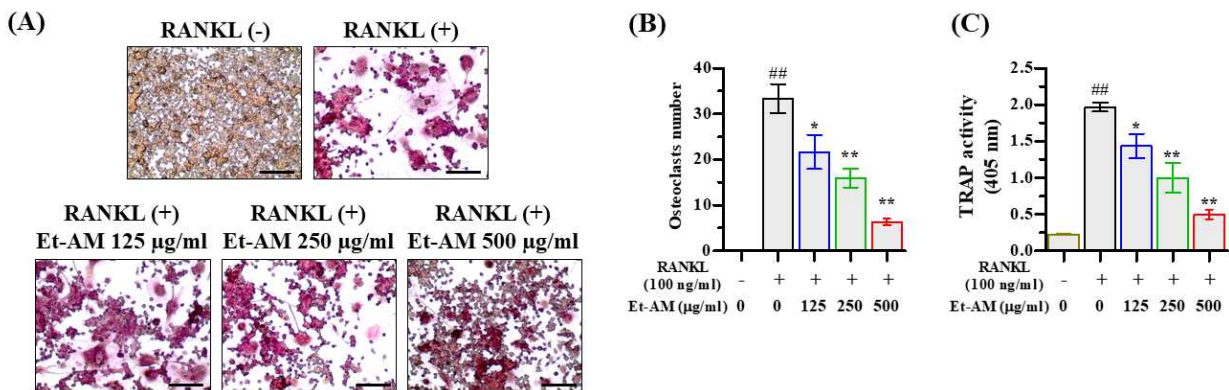 (A)
RANKL (-) RANKL (+)
RANKL (+) RANKL (+) RANKL (+)
Et-AM 125 μg/ml Et-AM 250 μg/ml Et-AM 500 μg/ml
(B)
Osteoclasts number
40
30
20
10
0
##
*
**
**
RANKL
(100 ng/ml) - + + + +
Et-AM (μg/ml) 0 0 125 250 500
(C)
TRAP activity
(405 nm)
2.5
2.0
1.5
1.0
0.5
0.0
##
*
**
**
RANKL
(100 ng/ml) - + + + +
Et-AM (μg/ml) 0 0 125 250 500